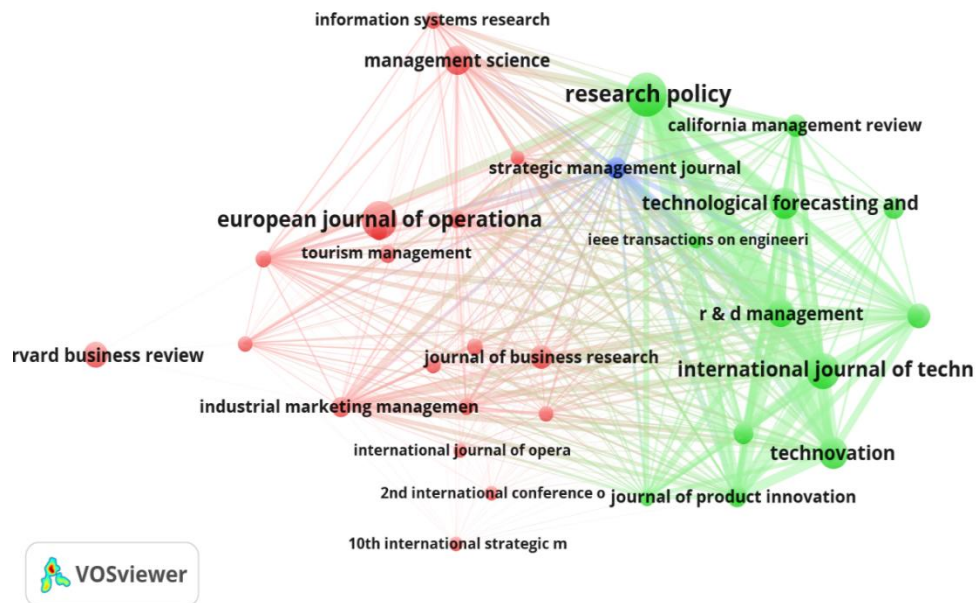 information systems research
management science
research policy
california management review
strategic management journal
technological forecasting and
european journal of operationa
ieee transactions on engineeri
tourism management
r & d management
rvard business review
journal of business research
international journal of techn
industrial marketing managemen
international journal of opera
technovation
2nd international conference o
journal of product innovation
10th international strategic m
VOSviewer